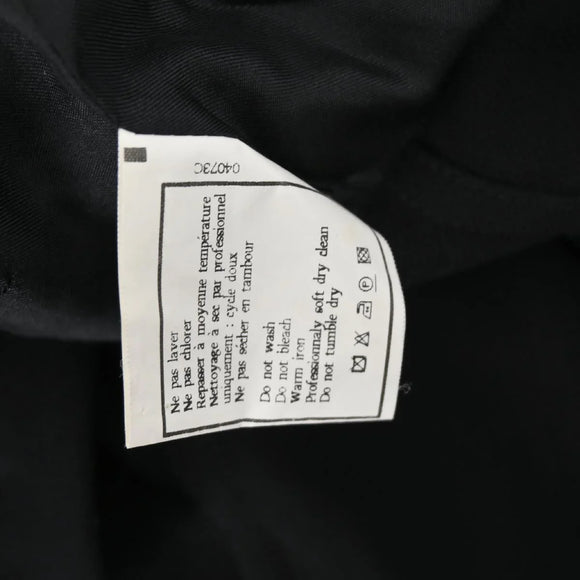 04073C
Ne pas laver
Ne pas chlorer
Repasser à moyenne température
Nettoyage à sec par professionnel
uniquement : cycle doux
Ne pas sécher en tambour
Do not wash
Do not bleach
Warm iron
Professionnaly soft dry clean
Do not tumble dry
P